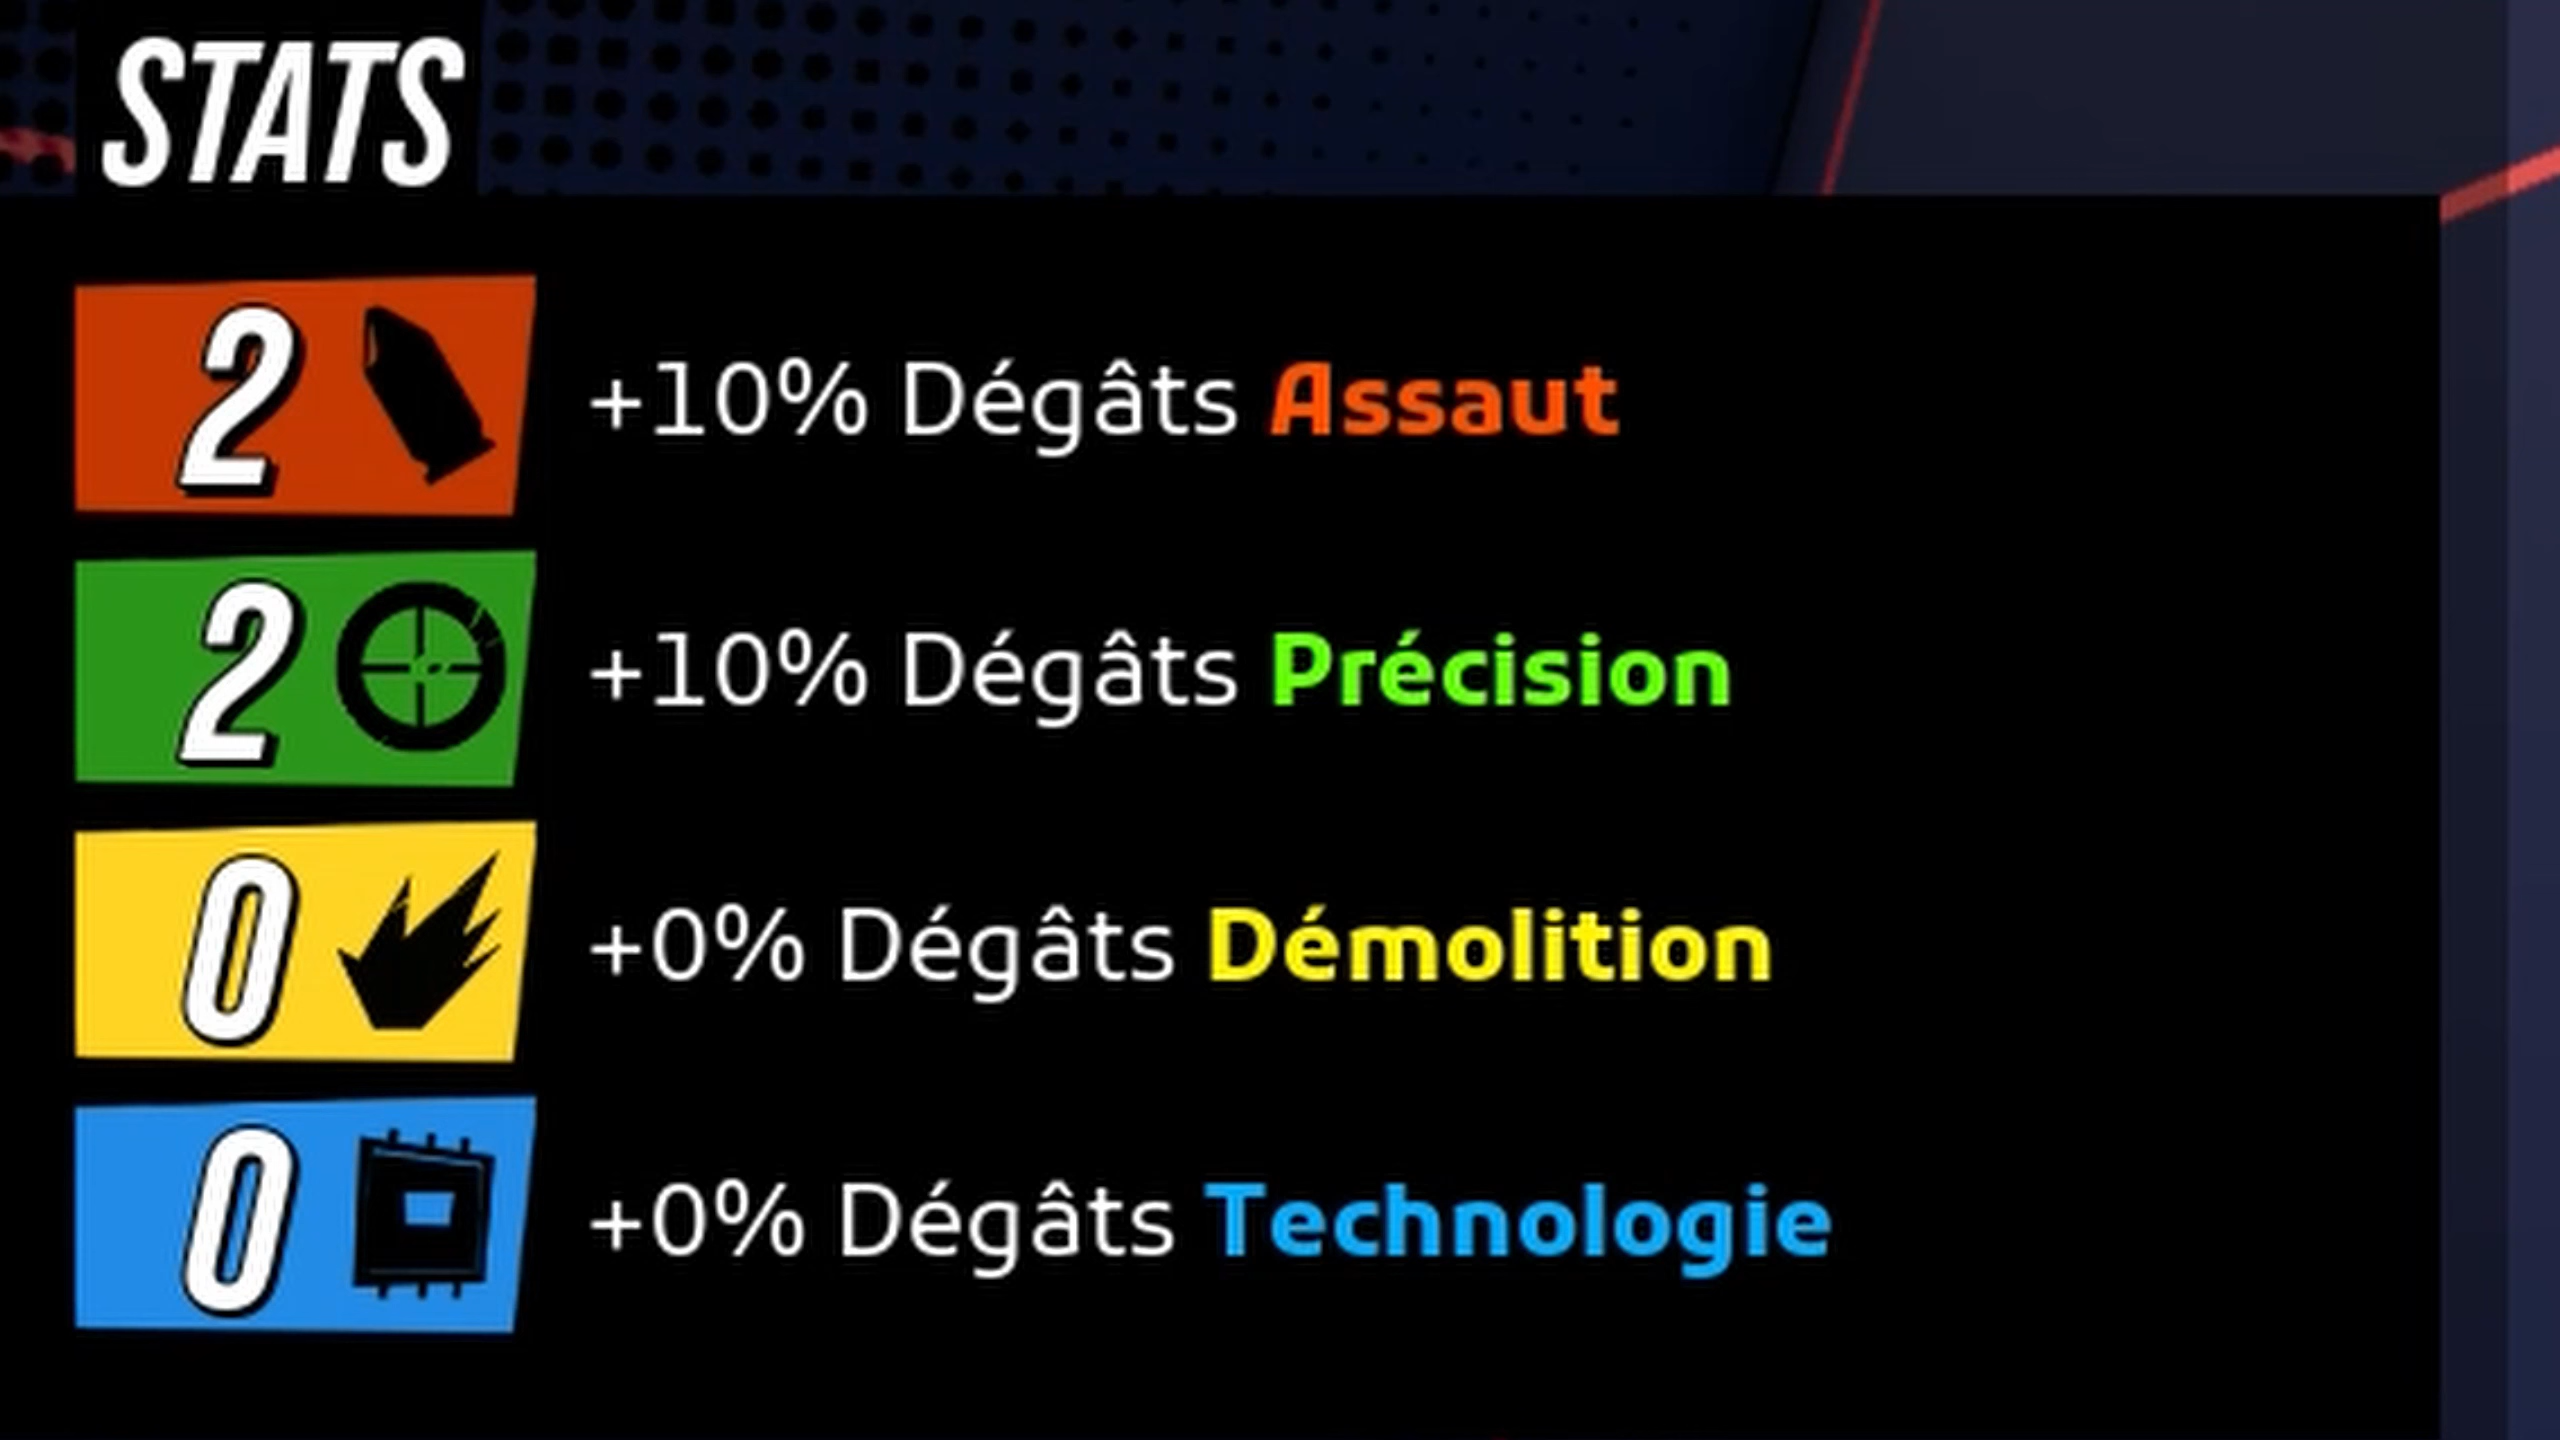 STATS
2 +10% Dégâts Assaut
2 +10% Dégâts Précision
0 +0% Dégâts Démolition
0 +0% Dégâts Technologie